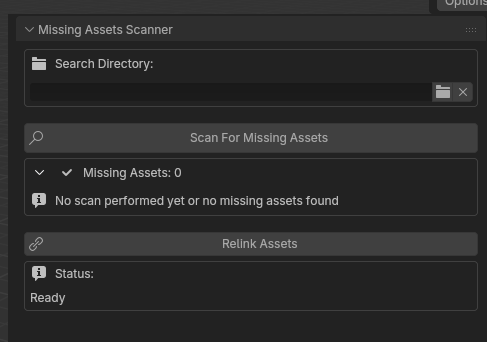 Options
Missing Assets Scanner
Search Directory:
Scan For Missing Assets
Missing Assets: 0
No scan performed yet or no missing assets found
Relink Assets
Status:
Ready